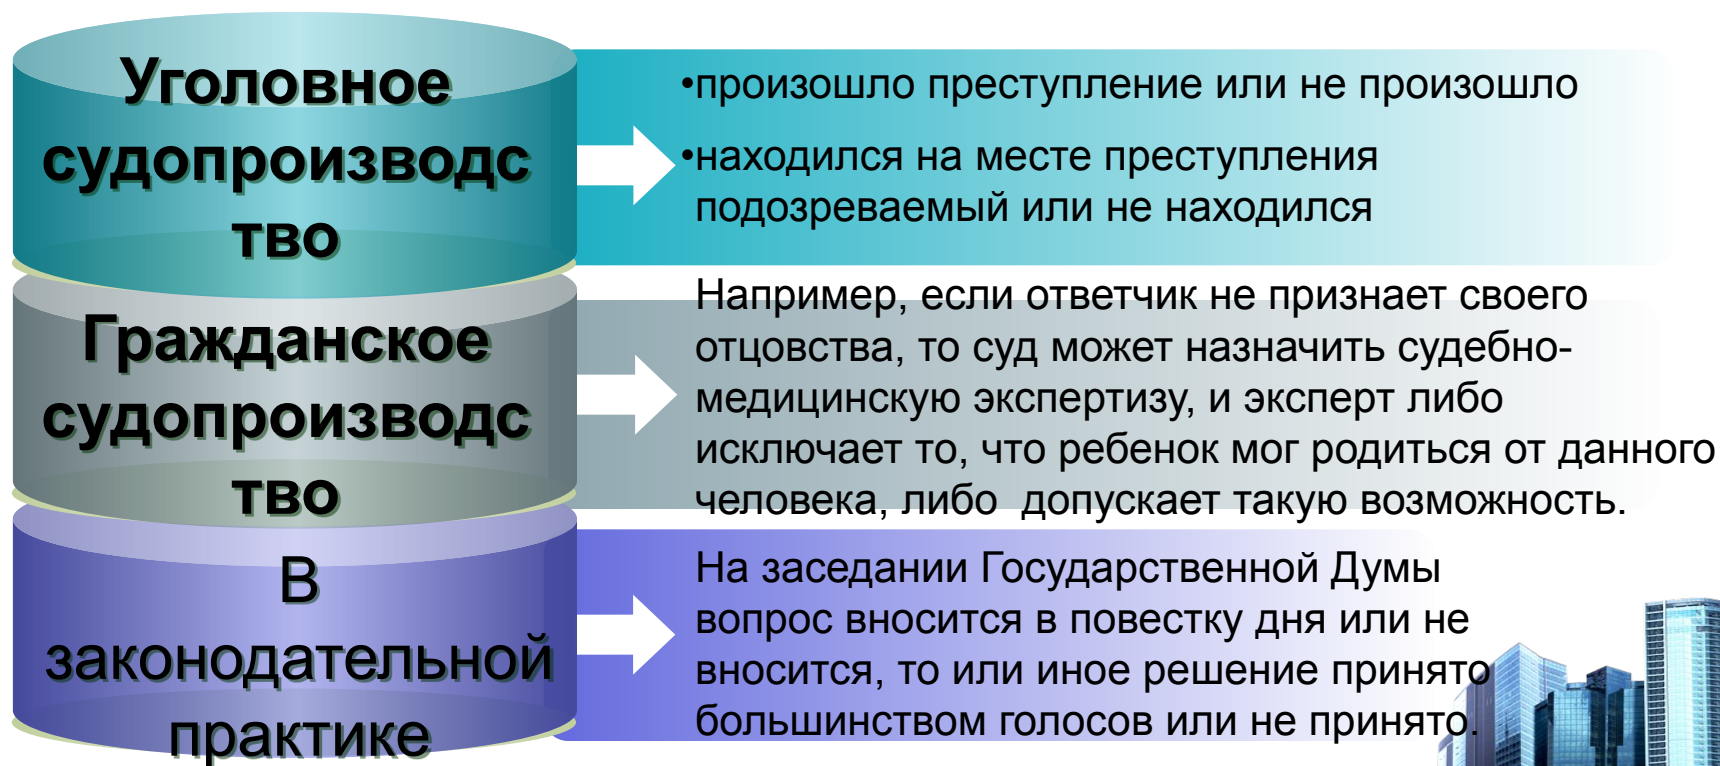 Уголовное
судопроизводс
тво
•произошло преступление или не произошло
•находился на месте преступления
подозреваемый или не находился
Гражданское
судопроизводс
тво
Например, если ответчик не признает своего
отцовства, то суд может назначить судебно-
медицинскую экспертизу, и эксперт либо
исключает то, что ребенок мог родиться от данного
человека, либо  допускает такую возможность.
В
законодательной
практике
На заседании Государственной Думы
вопрос вносится в повестку дня или не
вносится, то или иное решение принято
большинством голосов или не принято.